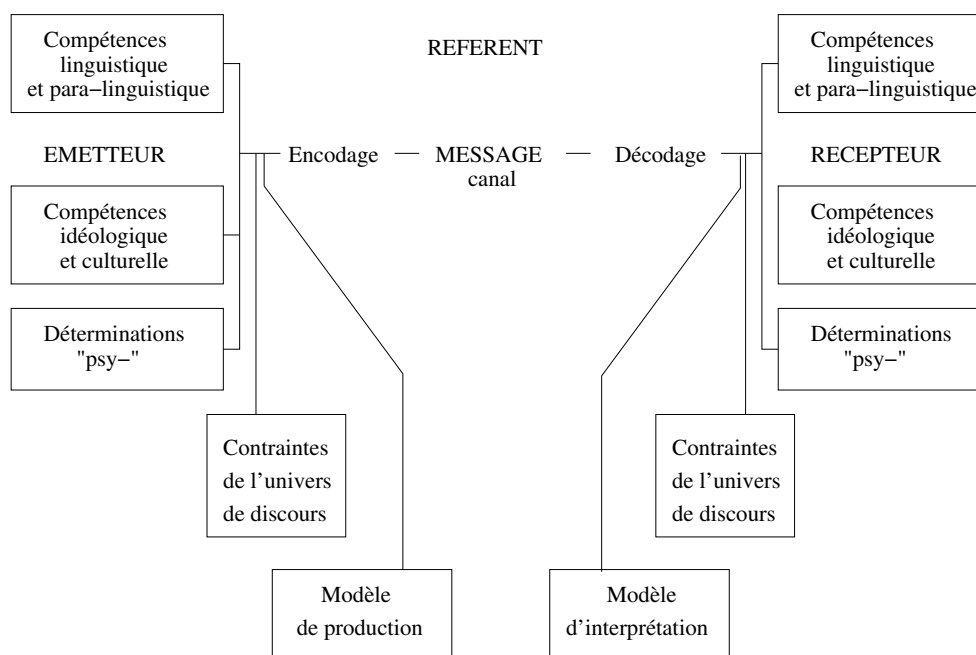 Compétences
linguistique
et para−linguistique
REFERENT
Compétences
linguistique
et para−linguistique
EMETTEUR
Encodage
MESSAGE
canal
Décodage
RECEPTEUR
Compétences
idéologique
et culturelle
Compétences
idéologique
et culturelle
Déterminations
"psy−"
Déterminations
"psy−"
Contraintes
de l'univers
de discours
Contraintes
de l'univers
de discours
Modèle
de production
Modèle
d'interprétation